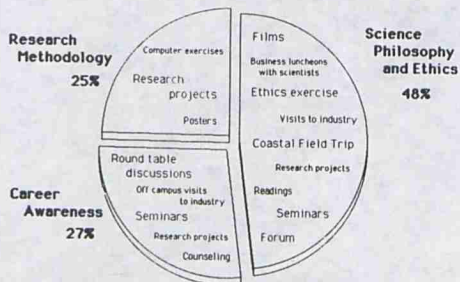 Research
Methodology
25%
Computer exercises
Research
projects
Posters
Films
Business luncheons
with scientists
Ethics exercise
Visits to industry
Coastal Field Trip
Research projects
Readings
Seminars
Forum
Science
Philosophy
and Ethics
48%
Round table
discussions
Off campus visits
to industry
Seminars
Research projects
Counseling
Career
Awareness
27%